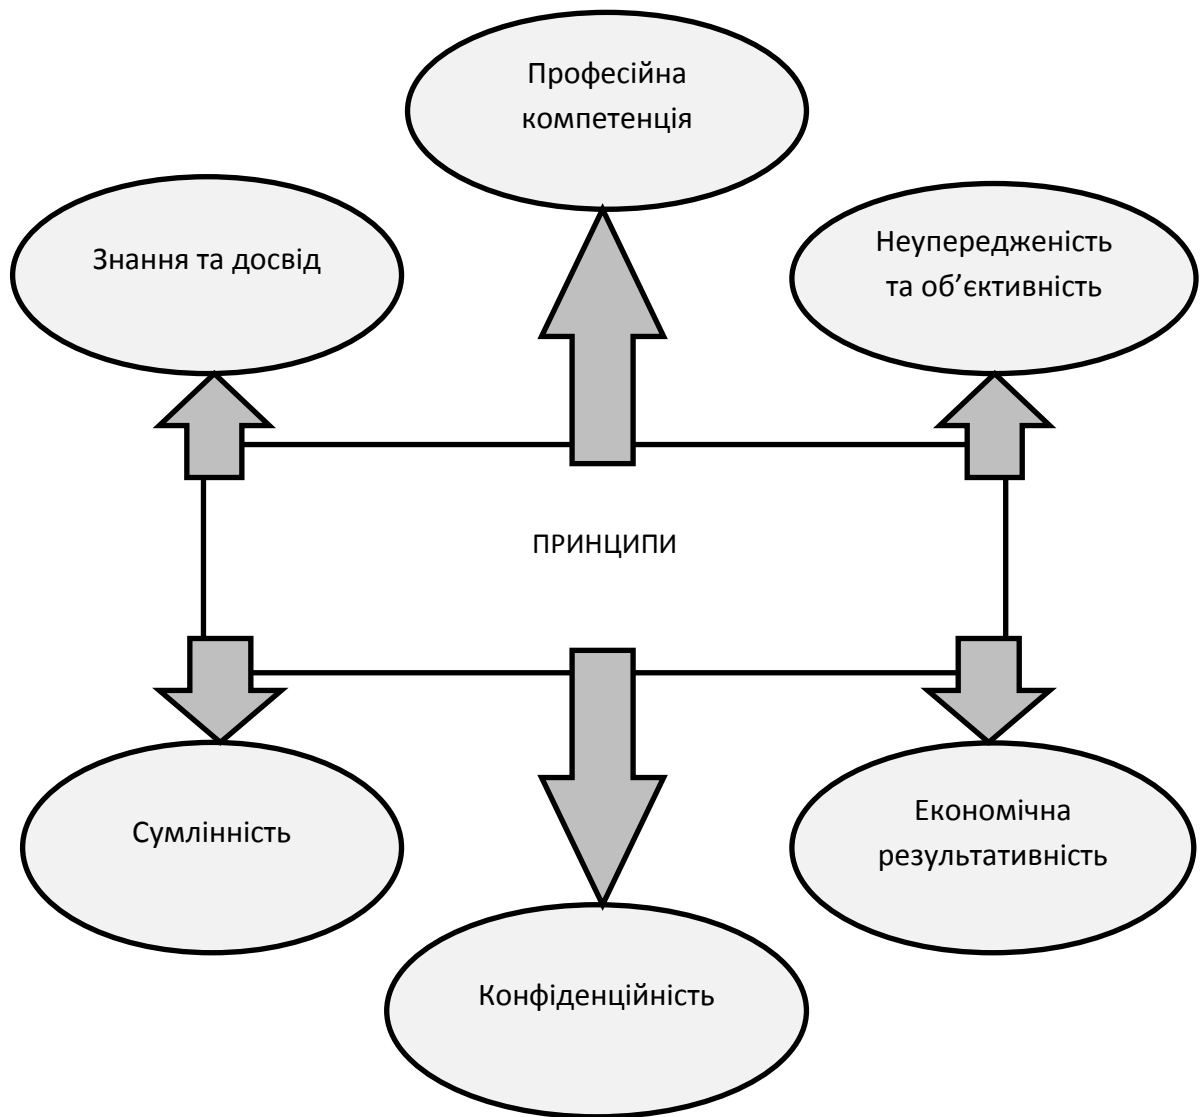 Професійна
компетенція
Знання та досвід
Неупередженість
та об’єктивність
ПРИНЦИПИ
Сумлінність
Економічна
результативність
Конфіденційність